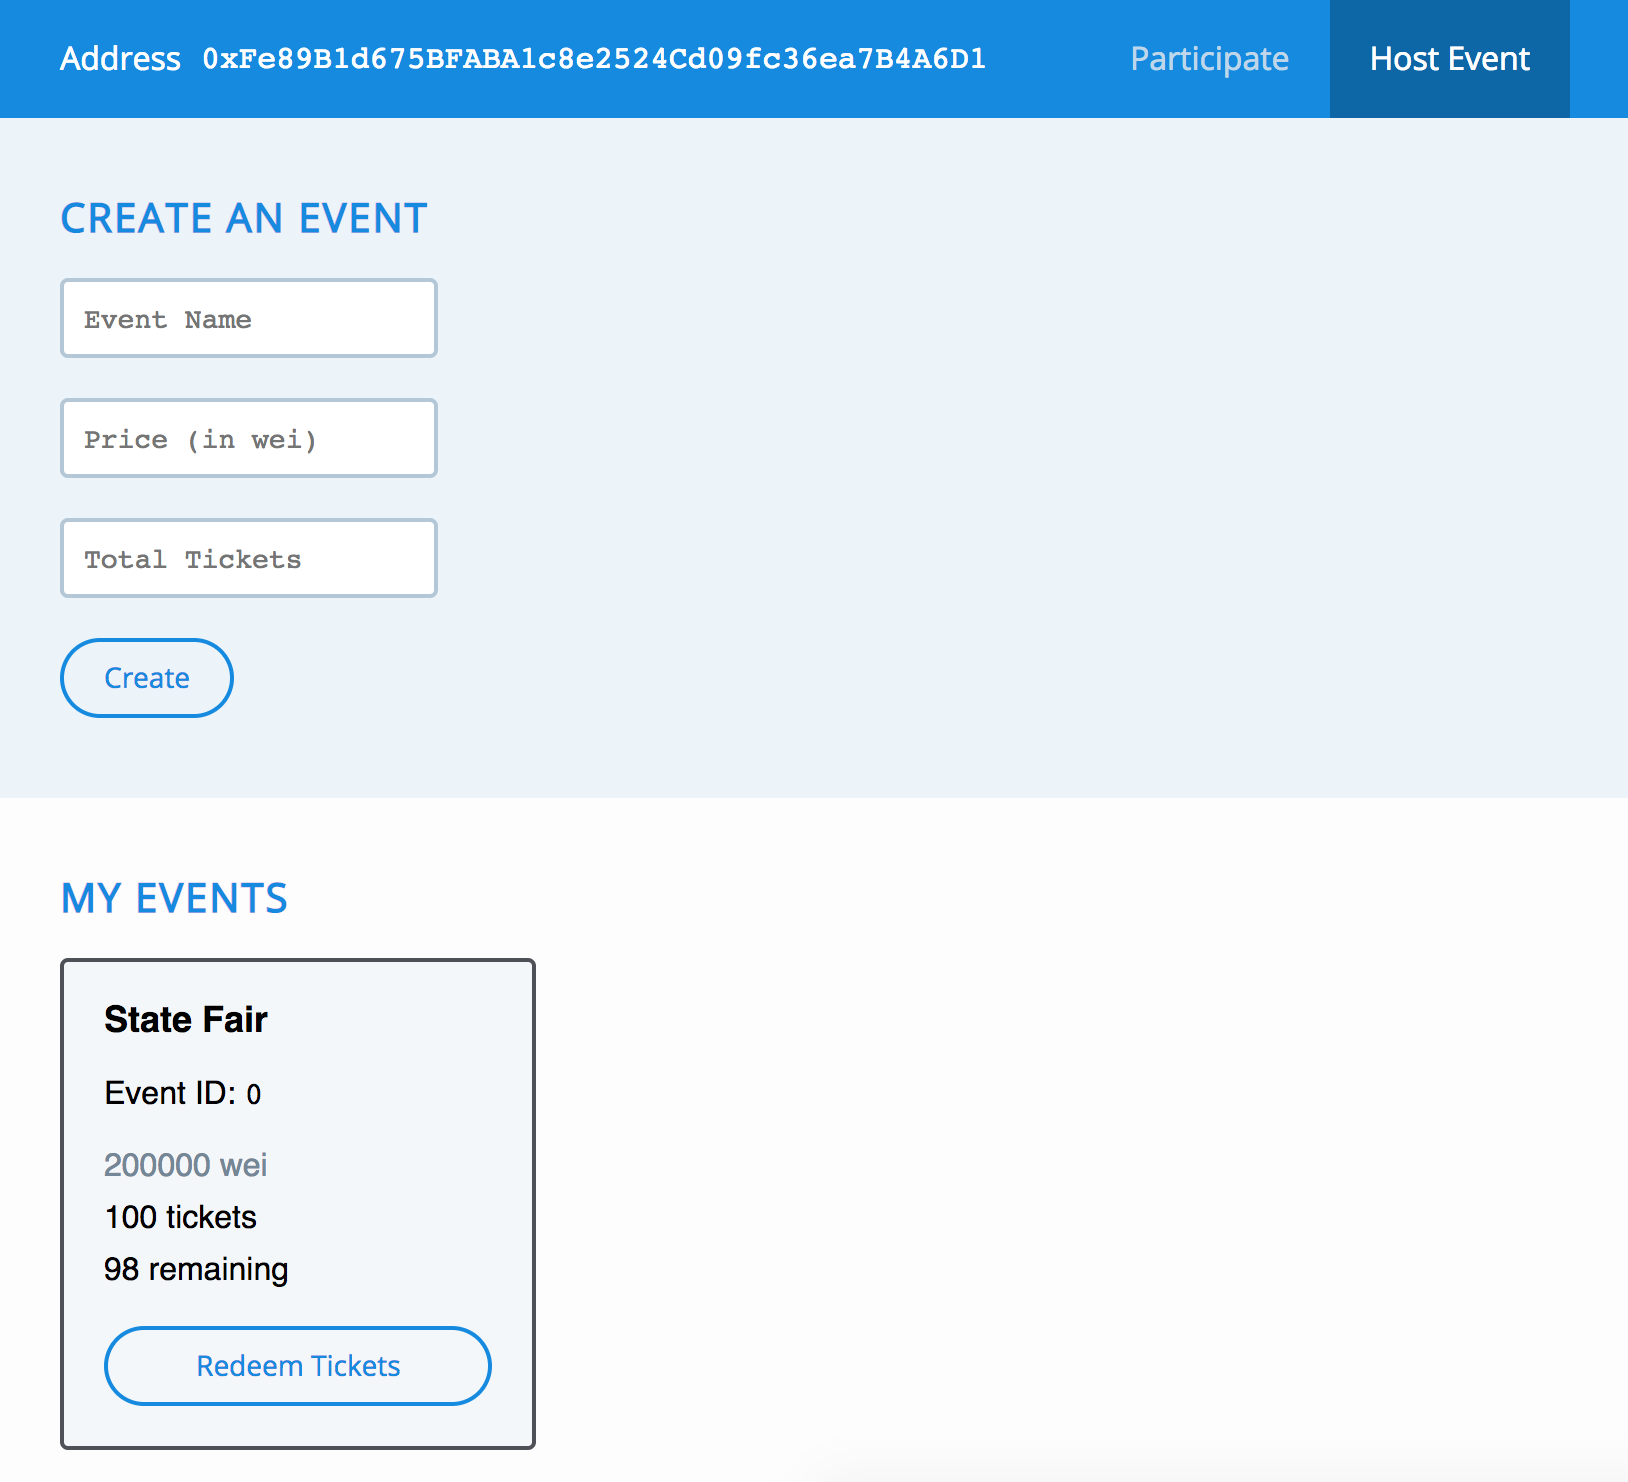 Address 0xFe89B1d675BFABA1c8e2524Cd09fc36ea7B4A6D1 Participate Host Event
CREATE AN EVENT
Event Name
Price (in wei)
Total Tickets
Create
MY EVENTS
State Fair
Event ID: 0
200000 wei
100 tickets
98 remaining
Redeem Tickets